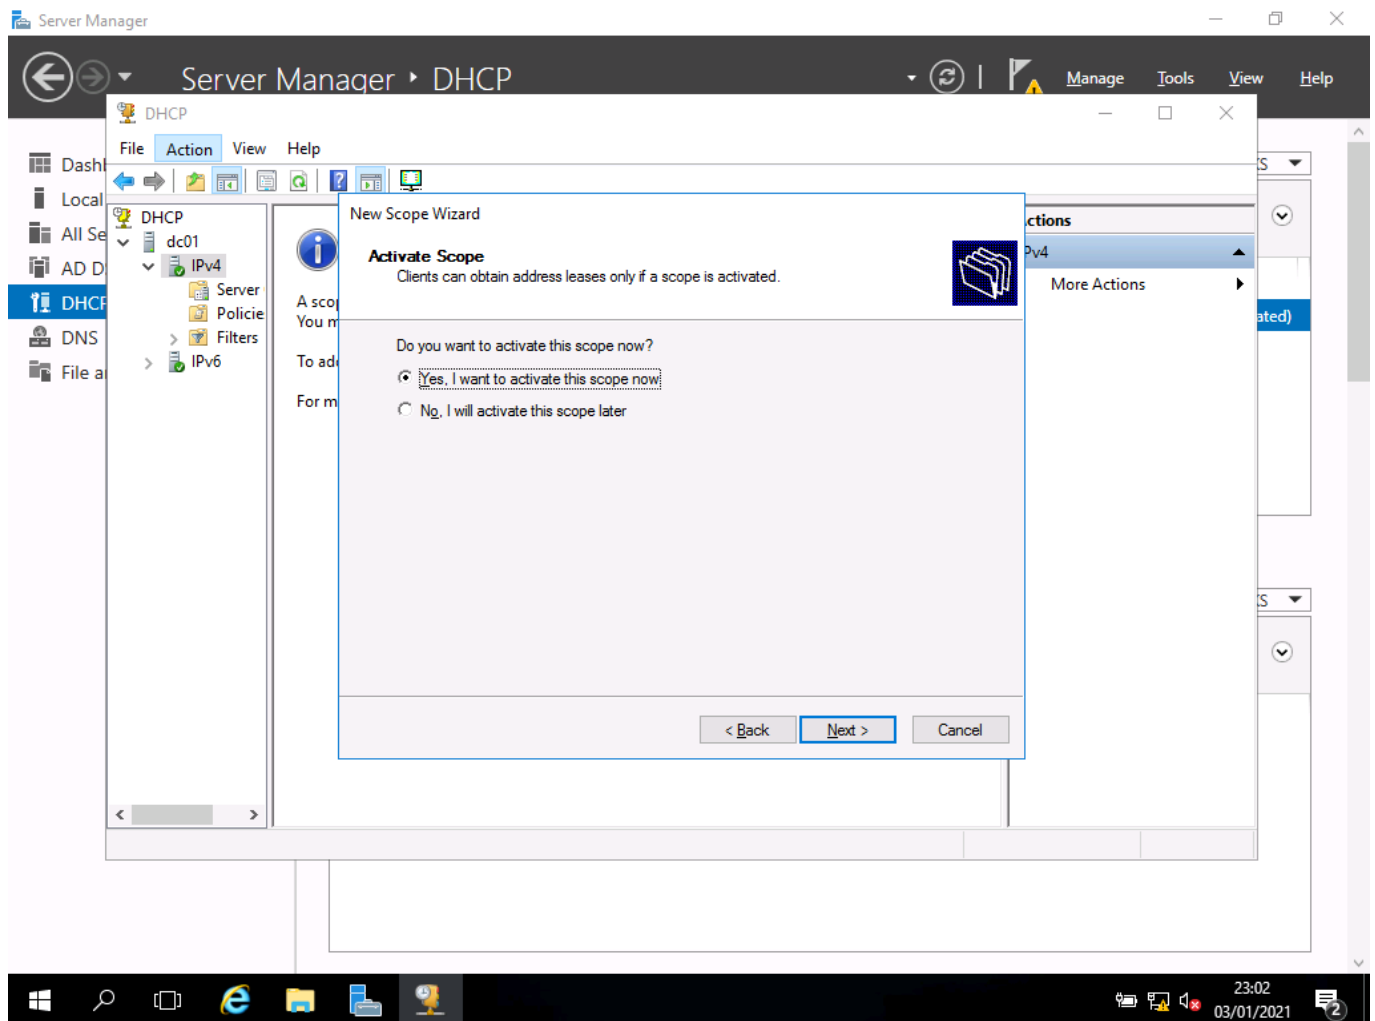 Server Manager
Server Manager • DHCP
Manage Tools View Help
DHCP
File Action View Help
Dash
Local
All Se
AD D
DHCP
DNS
File a
DHCP
dc01
IPv4
Server
Policie
Filters
IPv6
A scop
You m
To add
For m
New Scope Wizard
Activate Scope
Clients can obtain address leases only if a scope is activated.
Do you want to activate this scope now?
Yes, I want to activate this scope now
No, I will activate this scope later
< Back
Next >
Cancel
ctions
Pv4
More Actions
KS
ated)
KS
23:02
03/01/2021
2